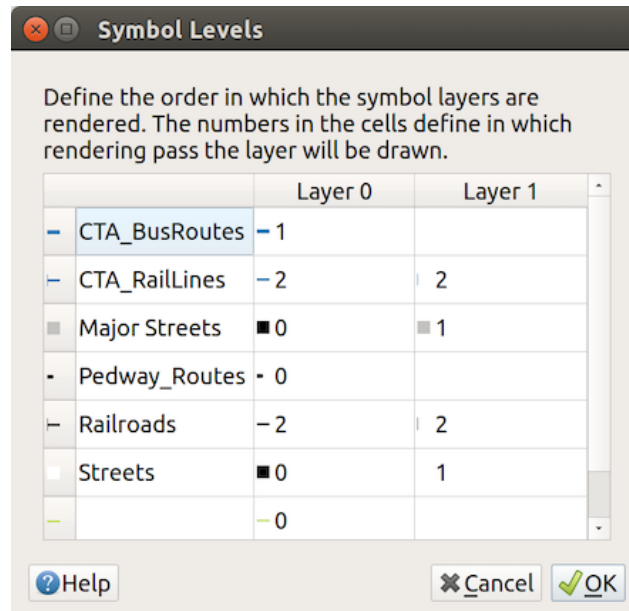 Symbol Levels
Define the order in which the symbol layers are
rendered. The numbers in the cells define in which
rendering pass the layer will be drawn.
Layer 0 Layer 1
CTA_BusRoutes 1
CTA_RailLines 2 2
Major Streets 0 1
Pedway_Routes 0
Railroads 2 2
Streets 0 1
0
Help Cancel OK